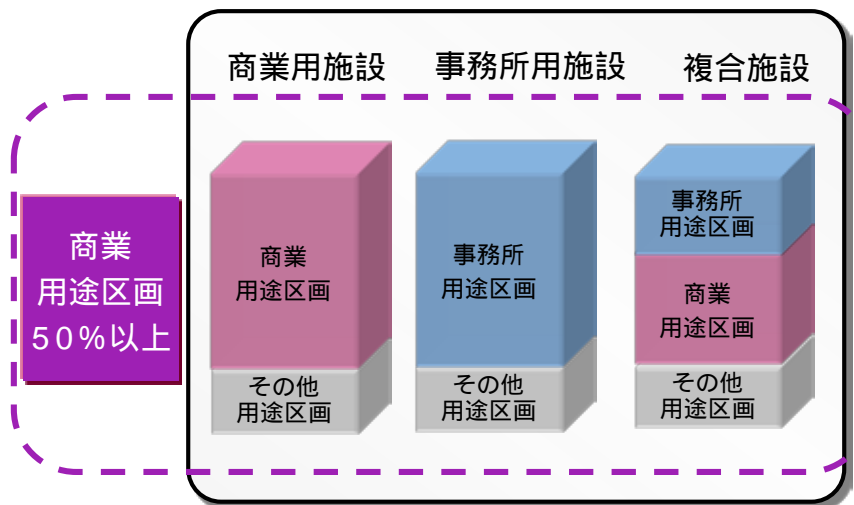 商業用施設
事務所用施設
複合施設
商業
用途区画
50%以上
商業
用途区画
その他
用途区画
事務所
用途区画
その他
用途区画
事務所
用途区画
商業
用途区画
その他
用途区画